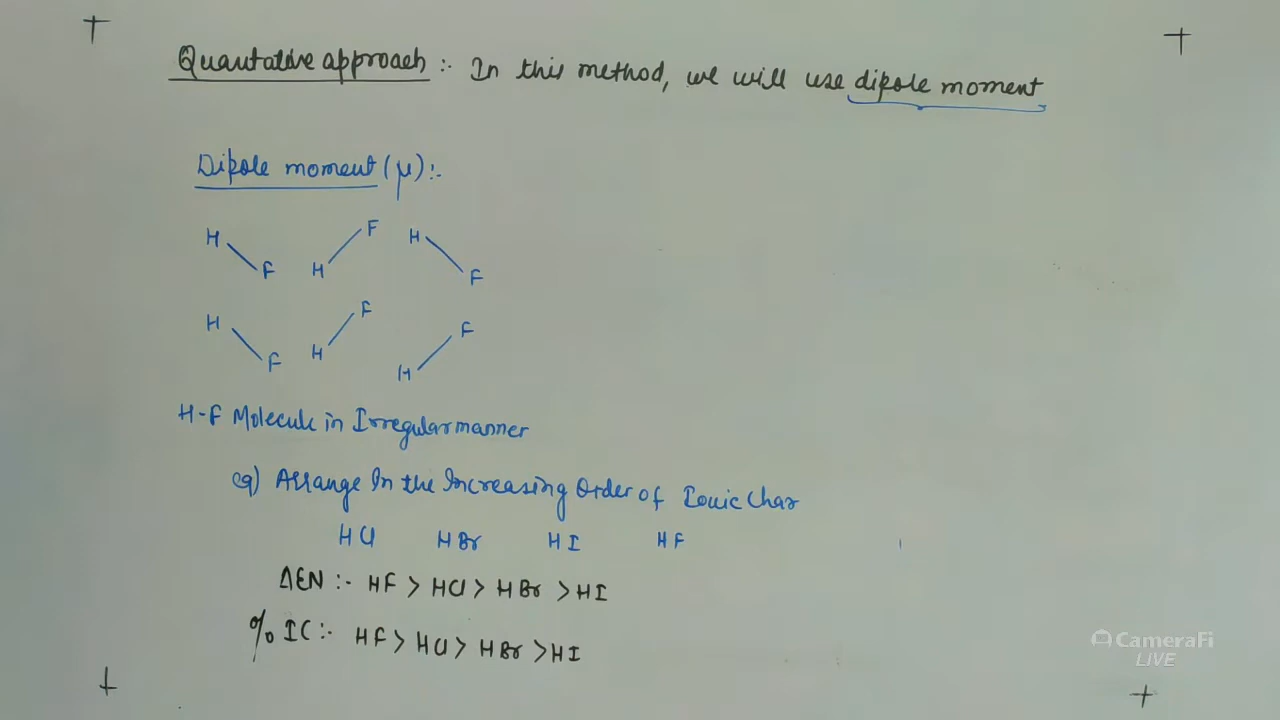 Quantative approach :- In this method, we will use dipole moment
Dipole moment (μ) :-
H F H F H F
H F H F H F
H-F Molecule in Irregular manner
eg) Arrange In the Increasing Order of Ionic Char
HCl HBr HI HF
ΔEN :- HF > HCl > HBr > HI
% IC :- HF > HCl > HBr > HI
CameraFi
LIVE